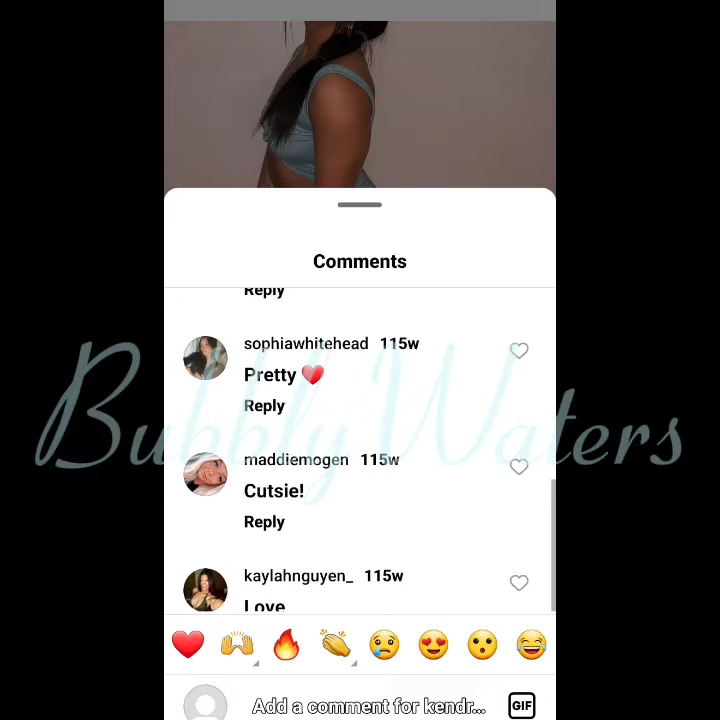 Comments
Reply
sophiawhitehead 115w
Pretty ❤️
Reply
maddiemogen 115w
Cutsie!
Reply
kaylahnguyen_ 115w
Love
Add a comment for kendr...
GIF
Bubbly Waters